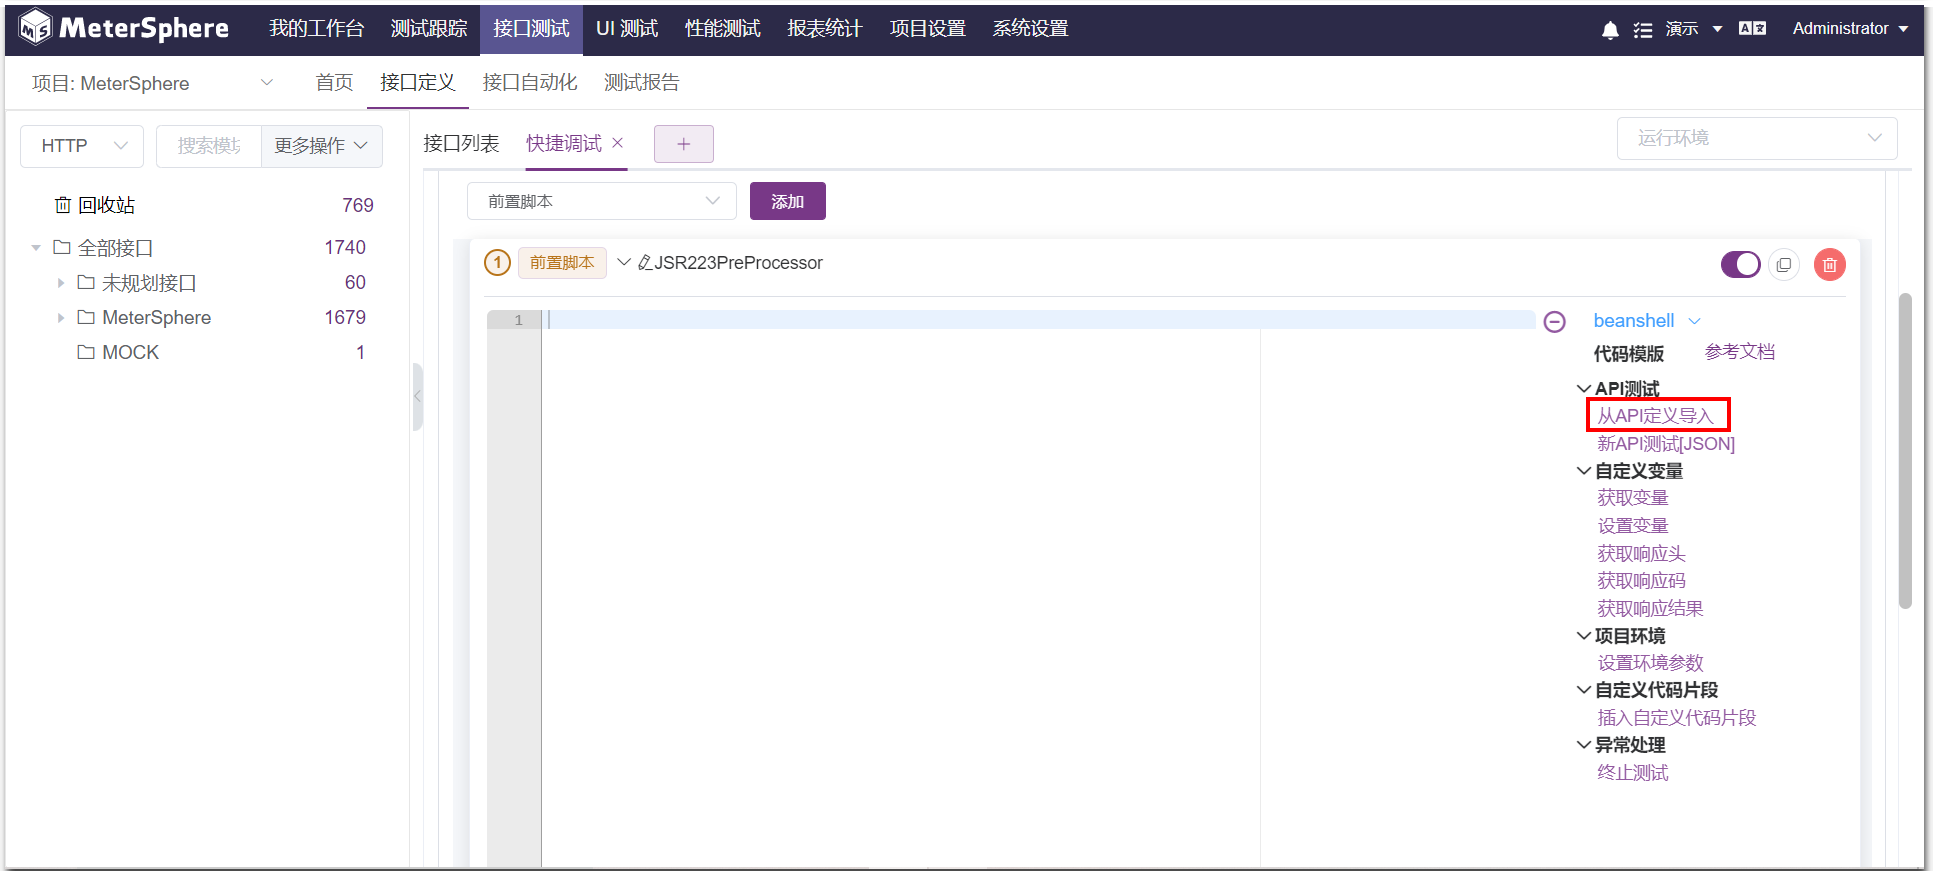 MeterSphere 我的工作台 测试跟踪 接口测试 UI 测试 性能测试 报表统计 项目设置 系统设置 演示 Administrator
项目: MeterSphere 首页 接口定义 接口自动化 测试报告
HTTP 搜索模块 更多操作 接口列表 快捷调试 × + 运行环境
前置脚本 添加
回收站 769
全部接口 1740
未规划接口 60
MeterSphere 1679
MOCK 1
1 前置脚本 JSR223PreProcessor
1
beanshell
代码模版 参考文档
API测试
从API定义导入
新API测试[JSON]
自定义变量
获取变量
设置变量
获取响应头
获取响应码
获取响应结果
项目环境
设置环境参数
自定义代码片段
插入自定义代码片段
异常处理
终止测试